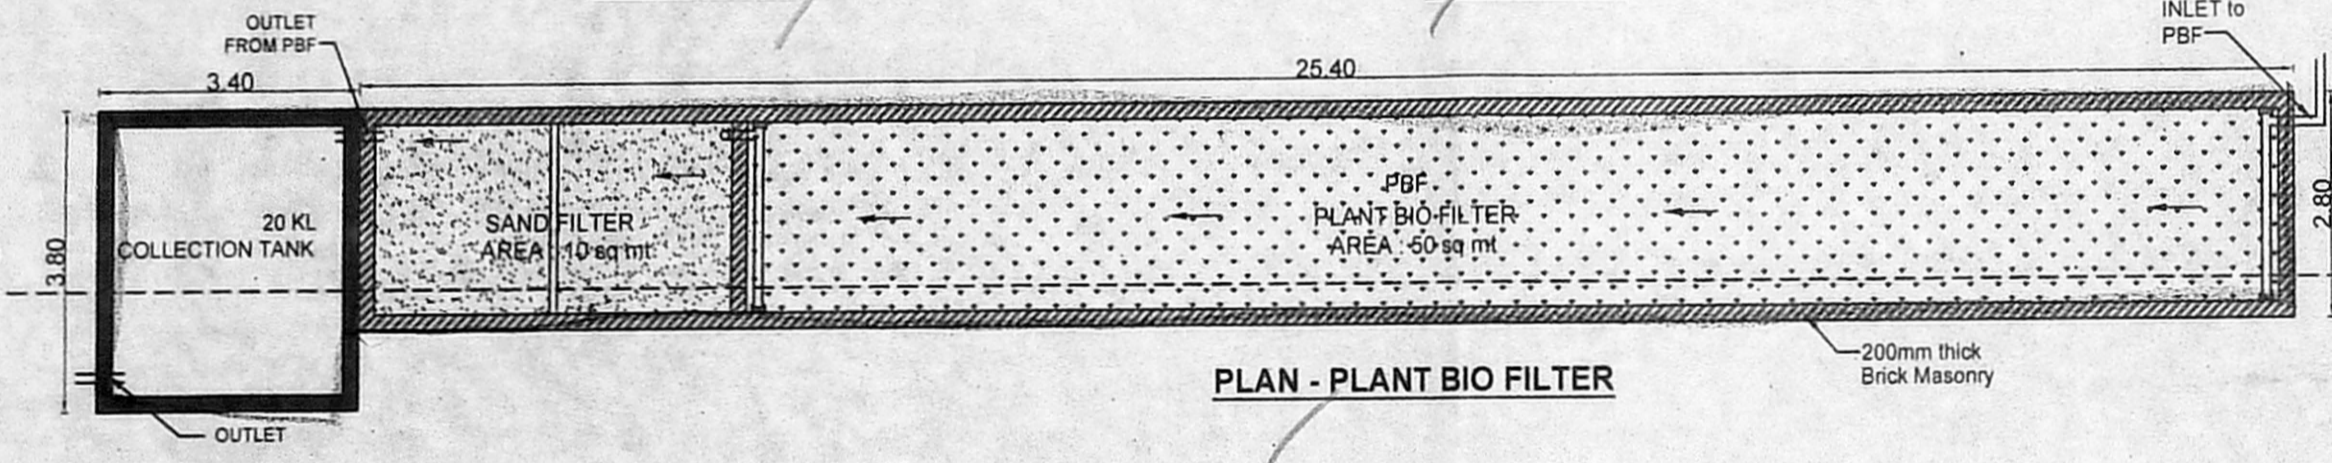 OUTLET
FROM PBF
INLET to
PBF
3.40
25.40
3.80
20 KL
COLLECTION TANK
SAND FILTER
AREA : 10 sq mt
PBF
PLANT BIO FILTER
AREA : 50 sq mt
2.80
200mm thick
Brick Masonry
PLAN - PLANT BIO FILTER
OUTLET